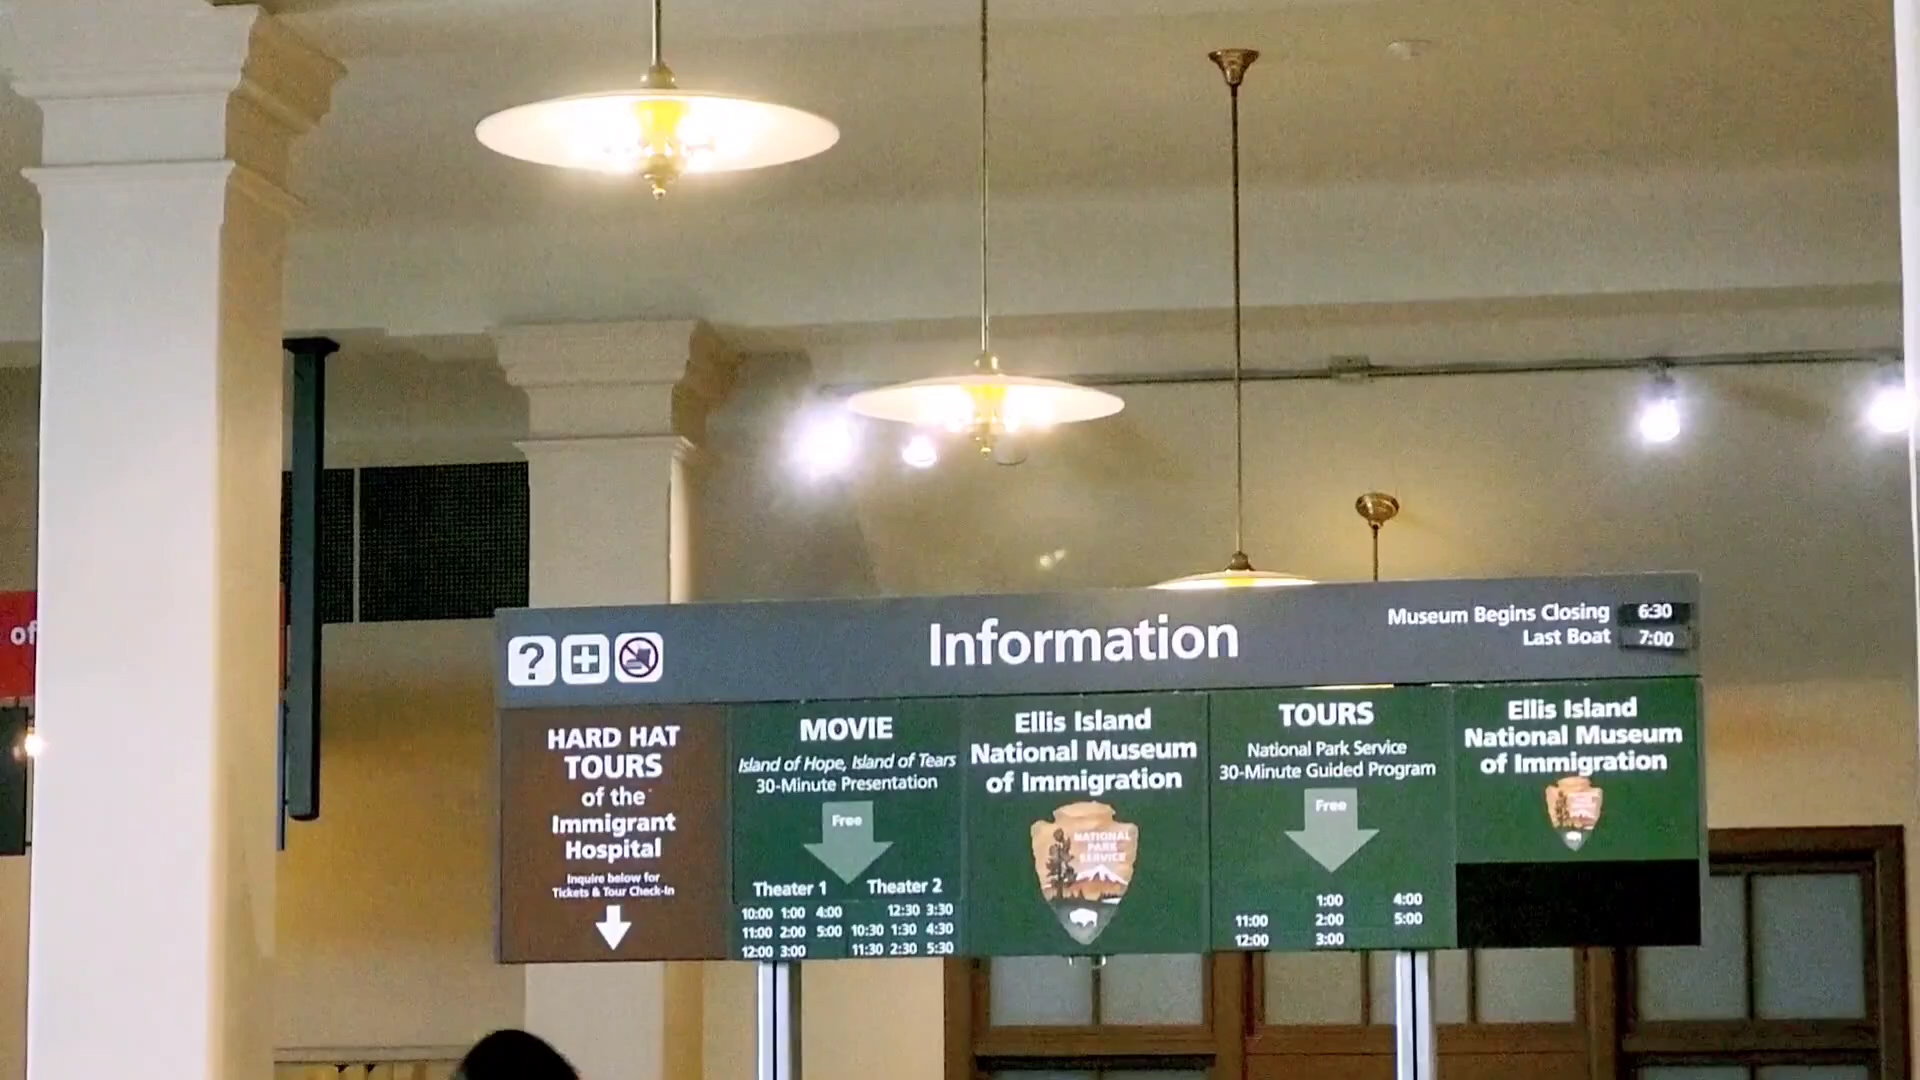 of
?
Information
Museum Begins Closing 6:30
Last Boat 7:00
HARD HAT
TOURS
of the
Immigrant
Hospital
Inquire below for
Tickets & Tour Check-In
MOVIE
Island of Hope, Island of Tears
30-Minute Presentation
Free
Theater 1 Theater 2
10:00 1:00 4:00 12:30 3:30
11:00 2:00 5:00 10:30 1:30 4:30
12:00 3:00 11:30 2:30 5:30
Ellis Island
National Museum
of Immigration
NATIONAL
PARK
SERVICE
TOURS
National Park Service
30-Minute Guided Program
Free
1:00 4:00
11:00 2:00 5:00
12:00 3:00
Ellis Island
National Museum
of Immigration